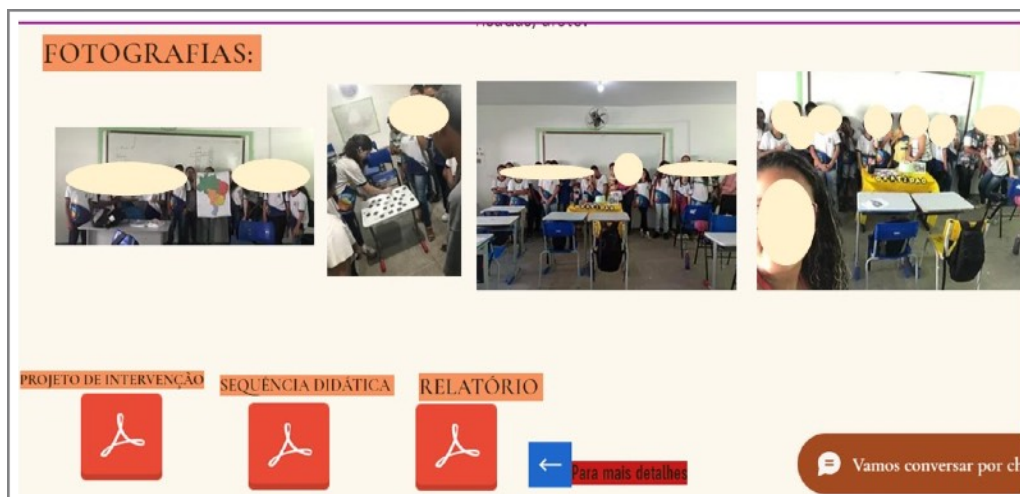 FOTOGRAFIAS:
PROJETO DE INTERVENÇÃO
SEQUÊNCIA DIDÁTICA
RELATÓRIO
Para mais detalhes
Vamos conversar por ch